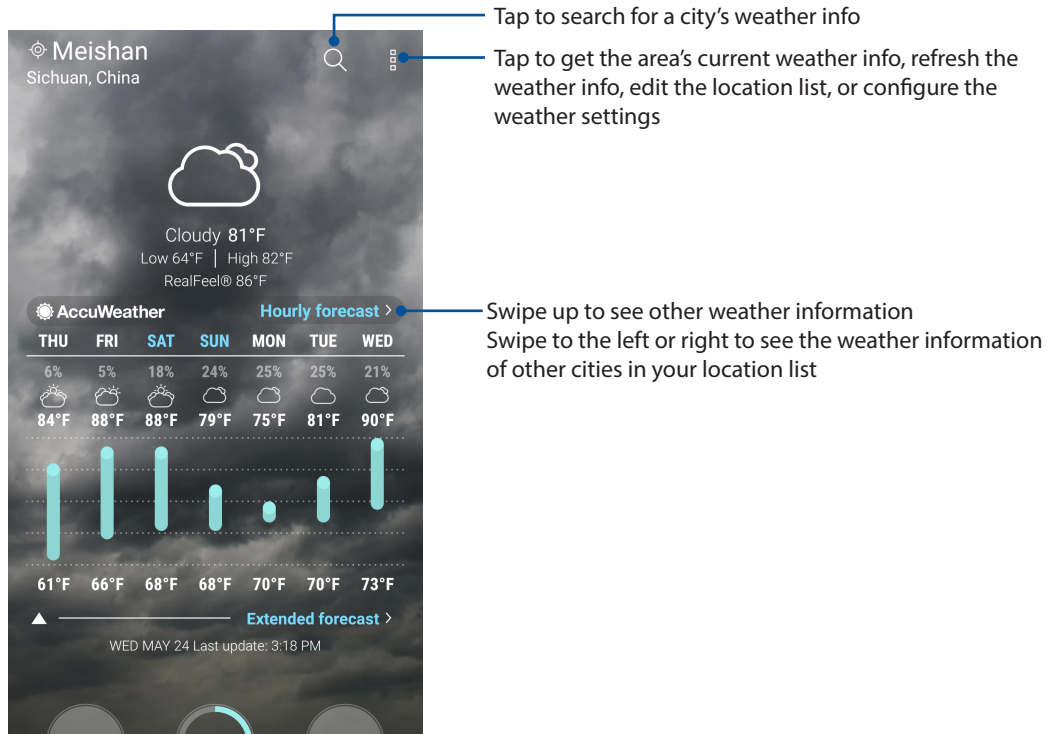 Tap to search for a city's weather info
Meishan
Sichuan, China
Tap to get the area's current weather info, refresh the
weather info, edit the location list, or configure the
weather settings
Cloudy 81°F
Low 64°F | High 82°F
RealFeel® 86°F
AccuWeather Hourly forecast >
Swipe up to see other weather information
Swipe to the left or right to see the weather information
of other cities in your location list
THU FRI SAT SUN MON TUE WED
6% 5% 18% 24% 25% 25% 21%
84°F 88°F 88°F 79°F 75°F 81°F 90°F
61°F 66°F 68°F 68°F 70°F 70°F 73°F
Extended forecast >
WED MAY 24 Last update: 3:18 PM